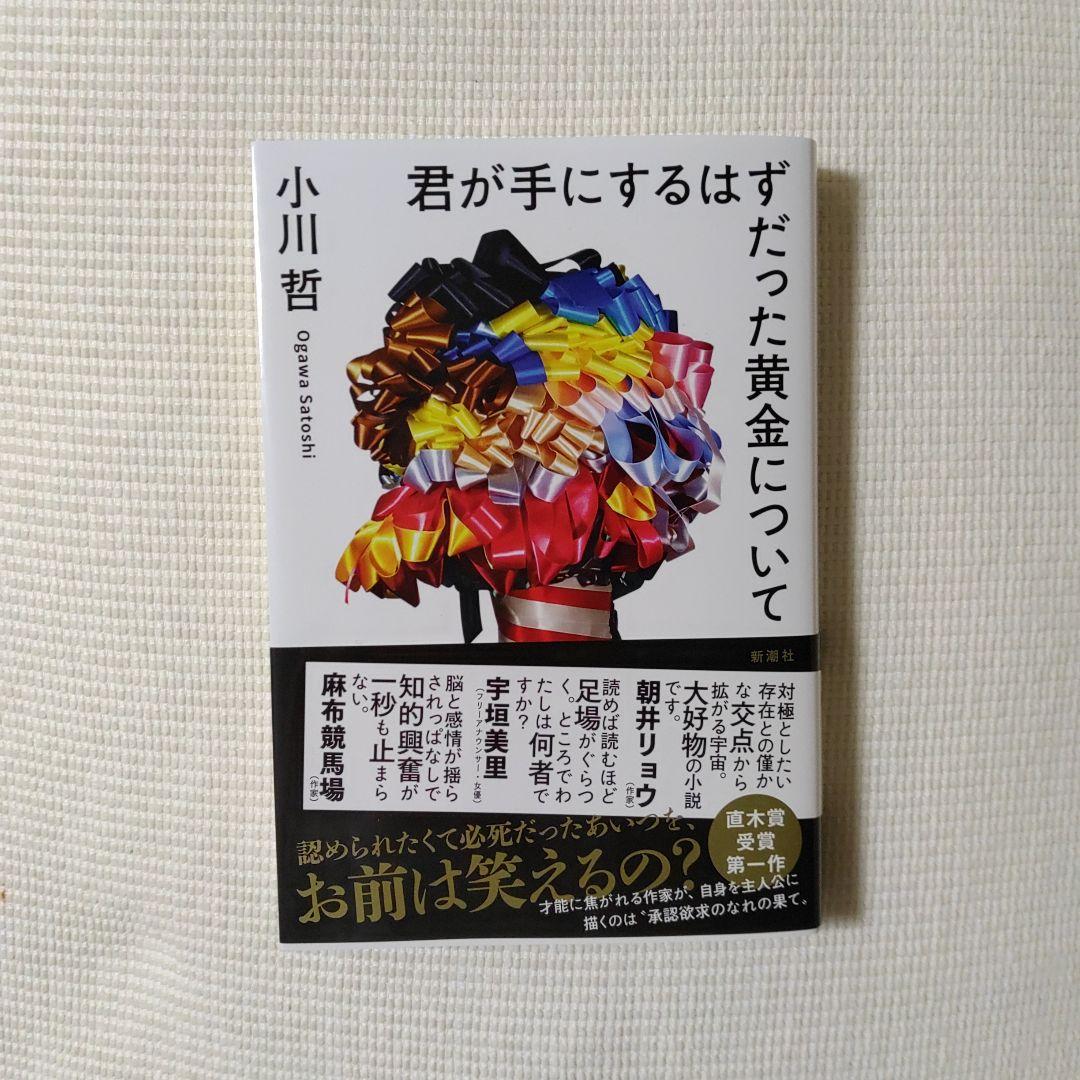 君が手にするはず
だった黄金について
小川 哲
Ogawa Satoshi
新潮社
対極としたい
存在との僅か
な交点から
拡がる宇宙。
大好物の小説
です。
朝井リョウ
(作家)
読めば読むほど
足場がぐらつ
く。ところでわ
たしは何者で
すか?
宇垣美里
(フリーアナウンサー・女優)
脳と感情が揺ら
されっぱなしで
知的興奮が
一秒も止まら
ない。
麻布競馬場
(作家)
直木賞
受賞
第一作
認められたくて必死だったあいつを、
お前は笑えるの?
才能に焦がれる作家が、自身を主人公に
描くのは〝承認欲求のなれの果て〟